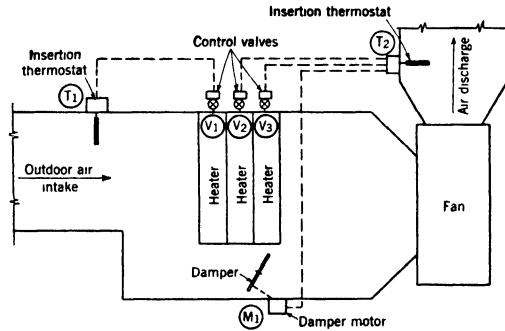 Insertion
thermostat
T1
Control valves
T2
Insertion thermostat
Air discharge
V1
V2
V3
Outdoor air
intake
Heater
Heater
Heater
Fan
Damper
M1
Damper motor